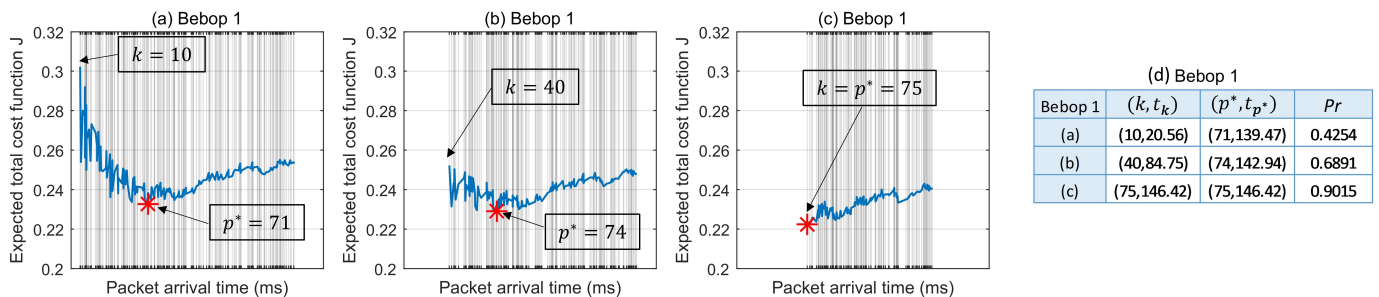 (a) Bebop 1
Expected total cost function J
0.32
0.3
0.28
0.26
0.24
0.22
0.2
k = 10
p* = 71
Packet arrival time (ms)
(b) Bebop 1
Expected total cost function J
0.32
0.3
0.28
0.26
0.24
0.22
0.2
k = 40
p* = 74
Packet arrival time (ms)
(c) Bebop 1
Expected total cost function J
0.32
0.3
0.28
0.26
0.24
0.22
0.2
k = p* = 75
Packet arrival time (ms)
(d) Bebop 1
Bebop 1 (k, t_k) (p*, t_p*) Pr
(a) (10,20.56) (71,139.47) 0.4254
(b) (40,84.75) (74,142.94) 0.6891
(c) (75,146.42) (75,146.42) 0.9015